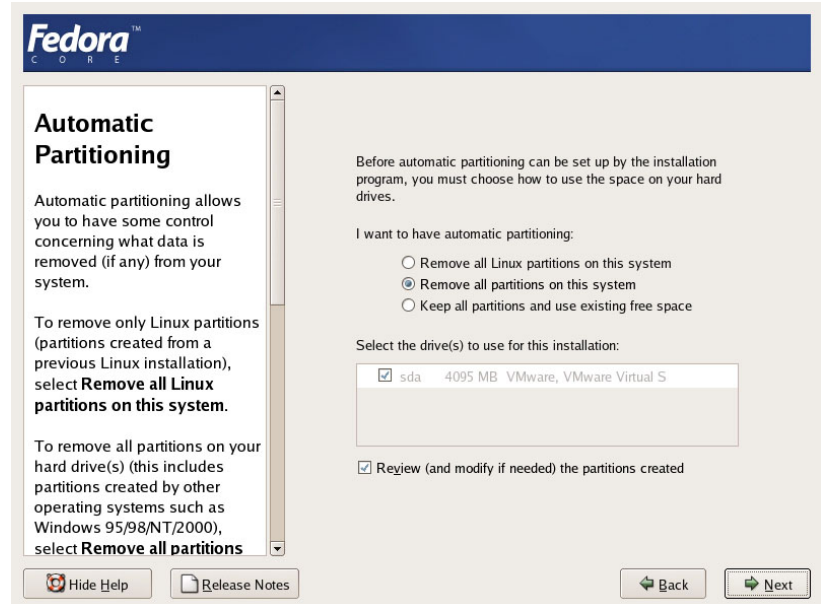 Fedora™
CORE
Automatic
Partitioning
Automatic partitioning allows
you to have some control
concerning what data is
removed (if any) from your
system.
To remove only Linux partitions
(partitions created from a
previous Linux installation),
select Remove all Linux
partitions on this system.
To remove all partitions on your
hard drive(s) (this includes
partitions created by other
operating systems such as
Windows 95/98/NT/2000),
select Remove all partitions
Before automatic partitioning can be set up by the installation
program, you must choose how to use the space on your hard
drives.
I want to have automatic partitioning:
Remove all Linux partitions on this system
Remove all partitions on this system
Keep all partitions and use existing free space
Select the drive(s) to use for this installation:
sda 4095 MB VMware, VMware Virtual S
Review (and modify if needed) the partitions created
Hide Help
Release Notes
Back
Next